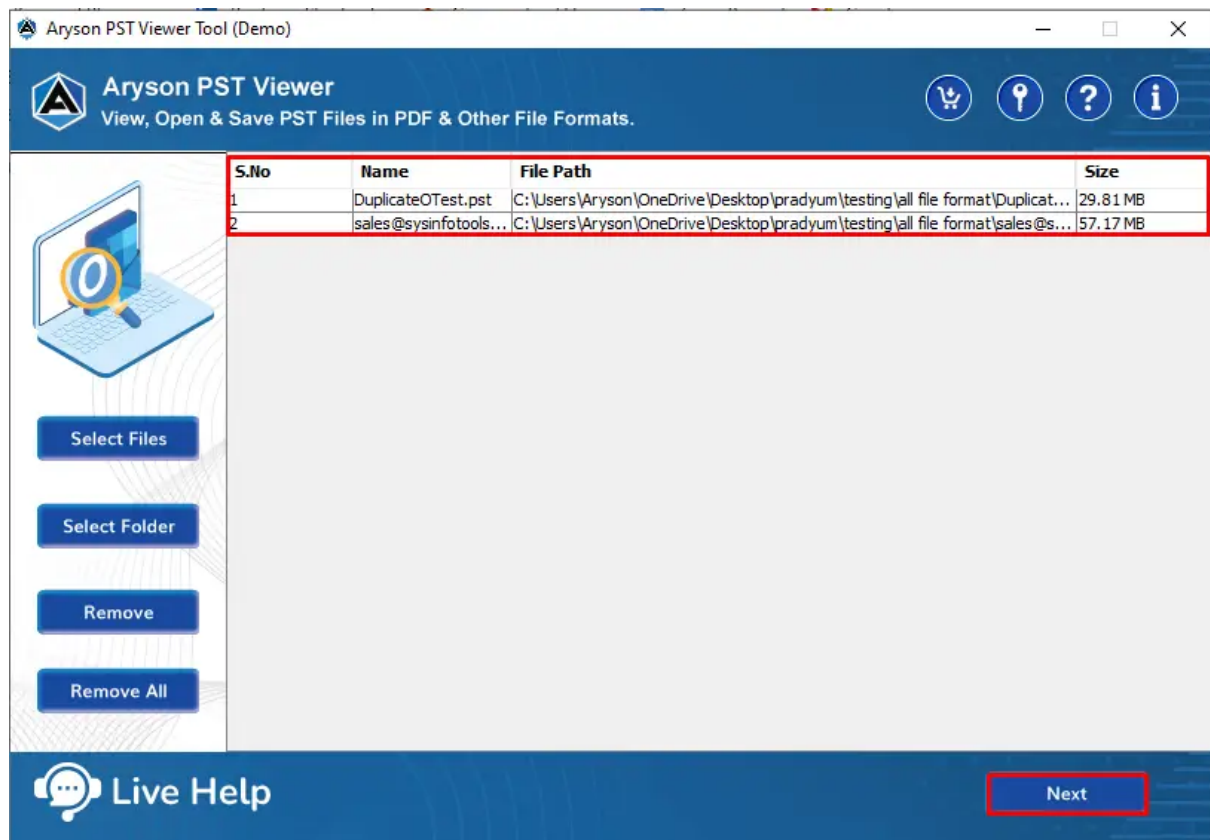 Aryson PST Viewer Tool (Demo)
Aryson PST Viewer
View, Open & Save PST Files in PDF & Other File Formats.
S.No Name File Path Size
1 DuplicateOTest.pst C:\Users\Aryson\OneDrive\Desktop\pradyum\testing\all file format\Duplicat... 29.81 MB
2 sales@sysinfotools... C:\Users\Aryson\OneDrive\Desktop\pradyum\testing\all file format\sales@s... 57.17 MB
Select Files
Select Folder
Remove
Remove All
Live Help
Next